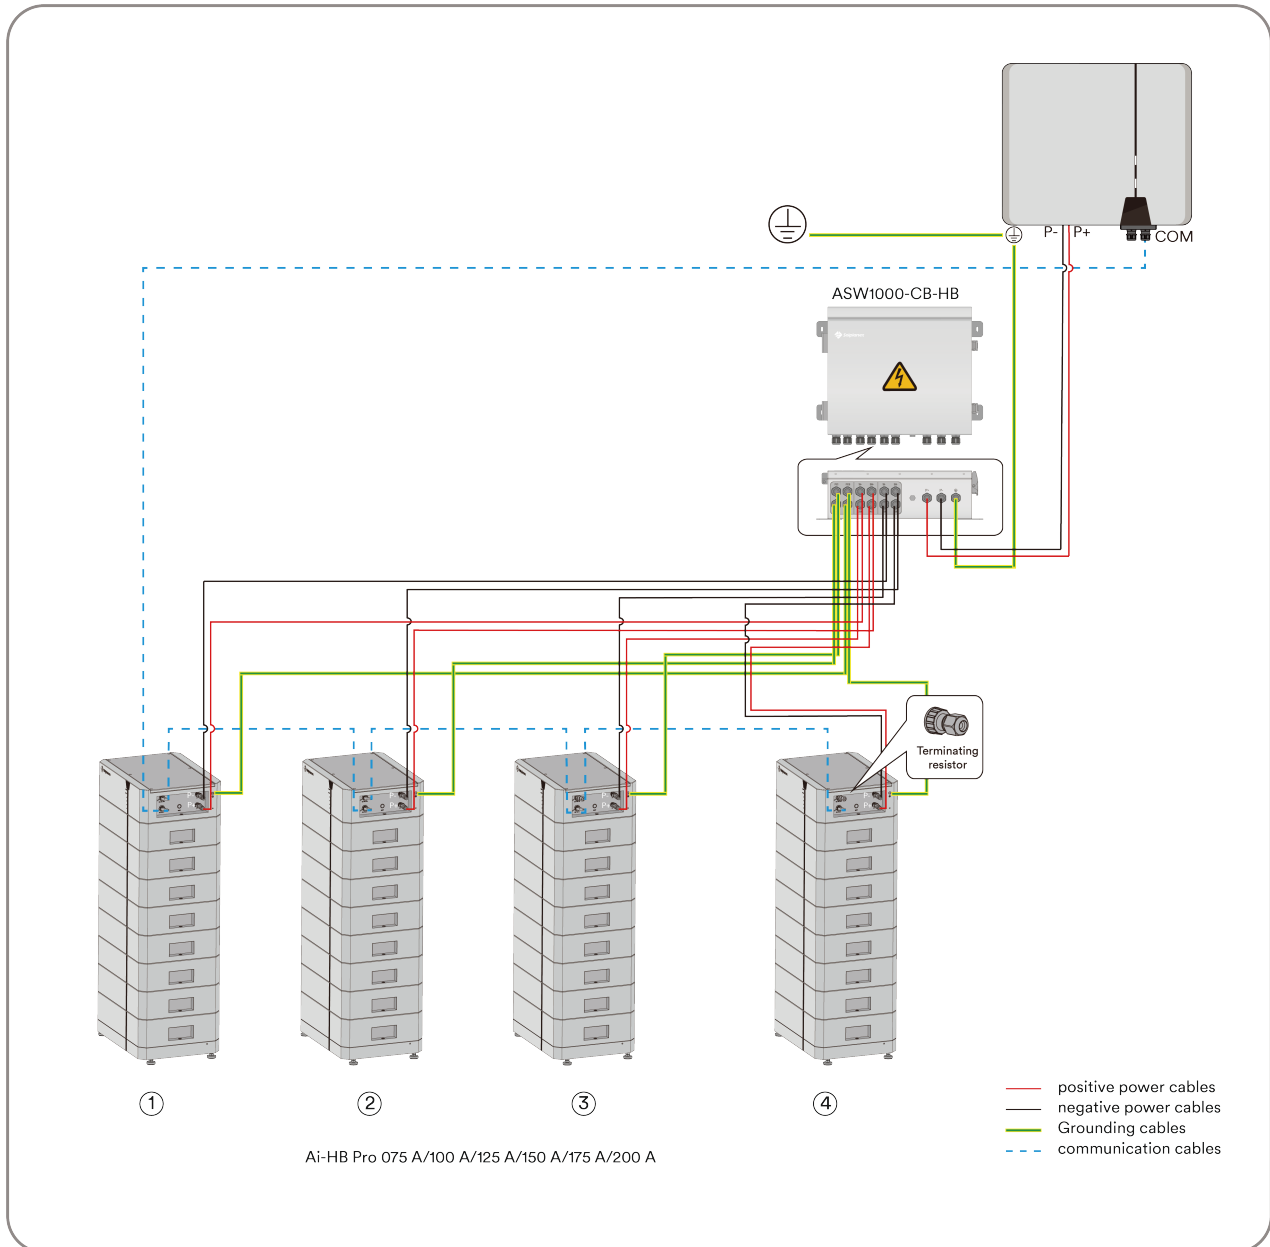 P- P+
COM
ASW1000-CB-HB
Terminating
resistor
P-
P+
P-
P+
P-
P+
P-
P+
1
2
3
4
positive power cables
negative power cables
Grounding cables
communication cables
Ai-HB Pro 075 A/100 A/125 A/150 A/175 A/200 A